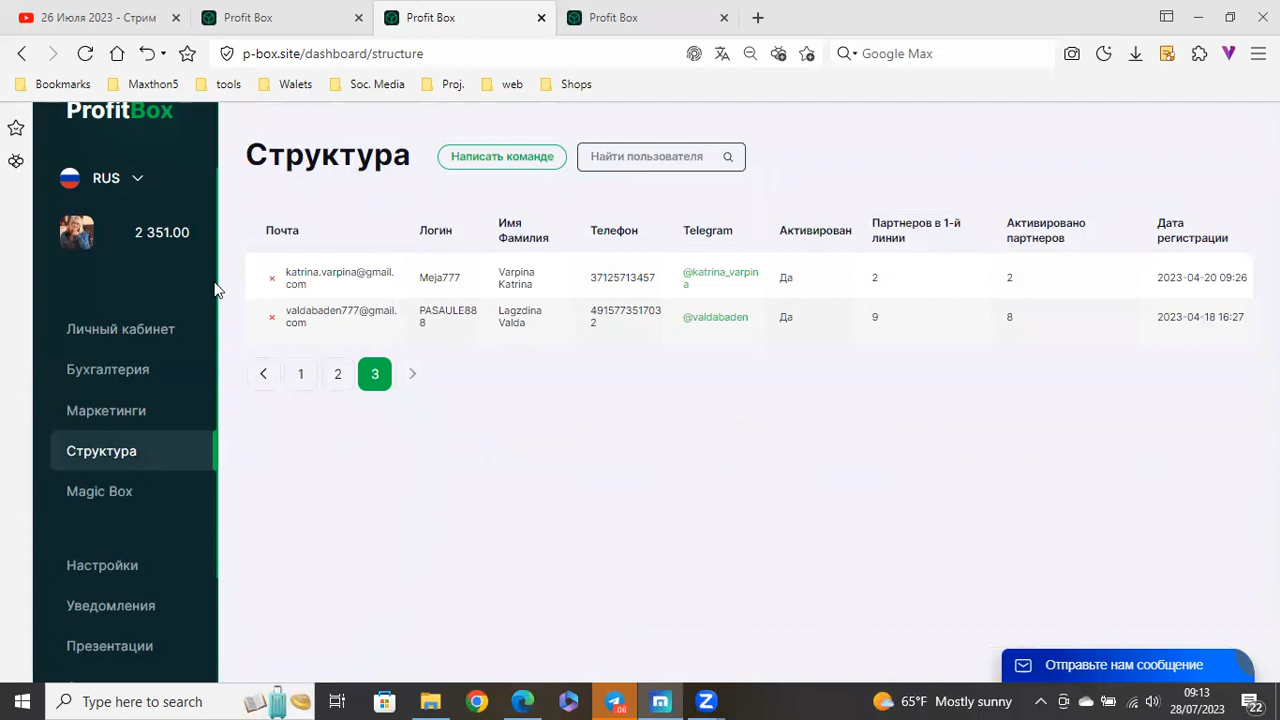 26 Июля 2023 - Стрим
Profit Box
Profit Box
Profit Box
p-box.site/dashboard/structure
Google Max
Bookmarks
Maxthon5
tools
Walets
Soc. Media
Proj.
web
Shops
ProfitBox
RUS
2 351.00
Личный кабинет
Бухгалтерия
Маркетинги
Структура
Magic Box
Настройки
Уведомления
Презентации
Структура
Написать команде
Найти пользователя
Почта Логин Имя Фамилия Телефон Telegram Активирован Партнеров в 1-й линии Активировано партнеров Дата регистрации
katrina.varpina@gmail.com Meja777 Varpina Katrina 37125713457 @katrina_varpina Да 2 2 2023-04-20 09:26
valdabaden777@gmail.com PASAULE888 Lagzdina Valda 4915773517032 @valdabaden Да 9 8 2023-04-18 16:27
1 2 3
Отправьте нам сообщение
Type here to search
.06
65°F Mostly sunny
09:13
28/07/2023
22